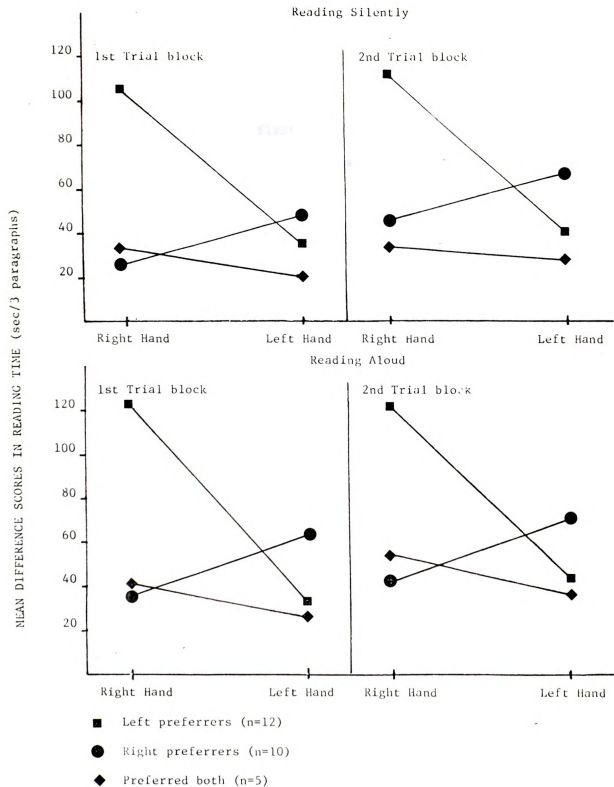 Reading Silently
1st Trial block
2nd Trial block
120
100
80
60
40
20
Right Hand
Left Hand
Right Hand
Left Hand
MEAN DIFFERENCE SCORES IN READING TIME (sec/3 paragraphs)
Reading Aloud
1st Trial block
2nd Trial block
120
100
80
60
40
20
Right Hand
Left Hand
Right Hand
Left Hand
Left preferrers (n=12)
Right preferrers (n=10)
Preferred both (n=5)